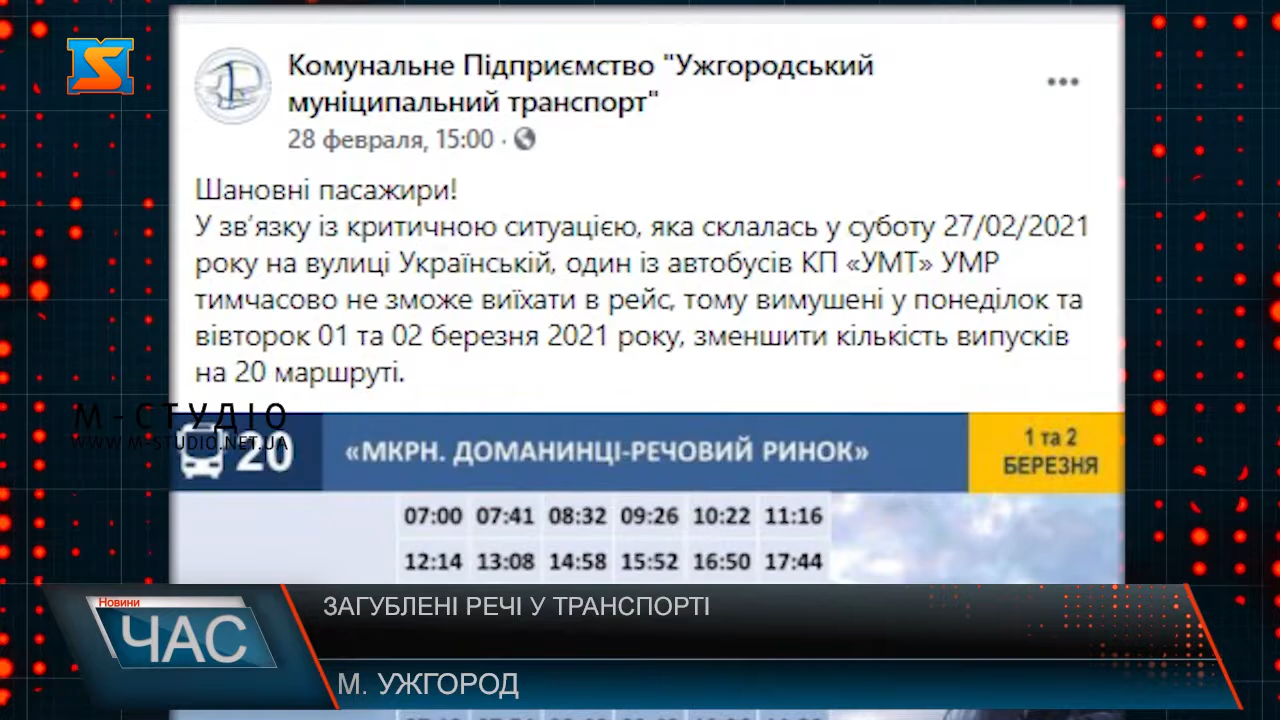 Комунальне Підприємство "Ужгородський
муніципальний транспорт"
28 февраля, 15:00 ·
Шановні пасажири!
У зв’язку із критичною ситуацією, яка склалась у суботу 27/02/2021
року на вулиці Українській, один із автобусів КП «УМТ» УМР
тимчасово не зможе виїхати в рейс, тому вимушені у понеділок та
вівторок 01 та 02 березня 2021 року, зменшити кількість випусків
на 20 маршруті.
М-СТУДІО
WWW.M-STUDIO.NET.UA
20 «МКРН. ДОМАНИНЦІ-РЕЧОВИЙ РИНОК» 1 та 2
БЕРЕЗНЯ
07:00 07:41 08:32 09:26 10:22 11:16
12:14 13:08 14:58 15:52 16:50 17:44
Новини
ЧАС
ЗАГУБЛЕНІ РЕЧІ У ТРАНСПОРТІ
М. УЖГОРОД